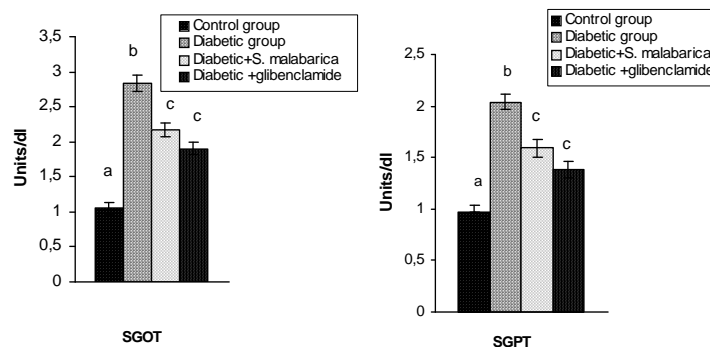 Control group
Diabetic group
Diabetic+S. malabarica
Diabetic +glibenclamide
3,5
3
2,5
2
1,5
1
0,5
0
Units/dl
a
b
c
c
SGOT
Control group
Diabetic group
Diabetic+S. malabarica
Diabetic +glibenclamide
2,5
2
1,5
1
0,5
0
Units/dl
a
b
c
c
SGPT